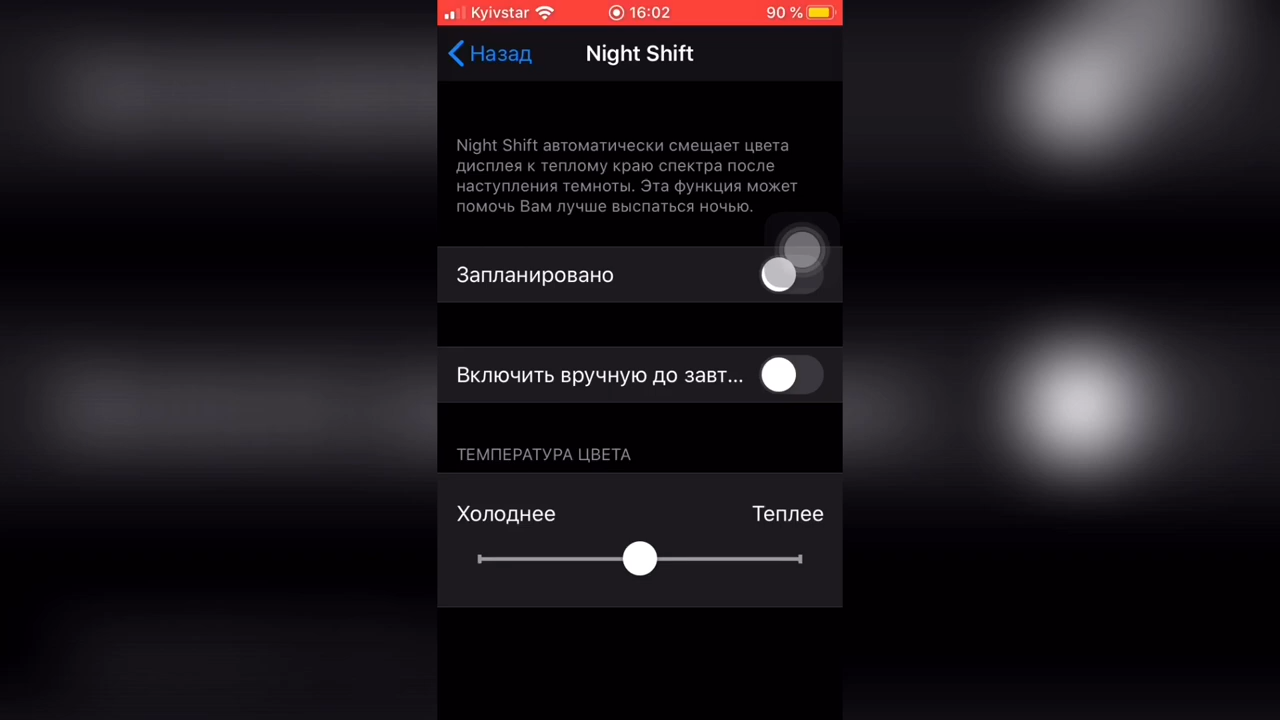 Kyivstar 16:02 90 %
Назад Night Shift
Night Shift автоматически смещает цвета
дисплея к теплому краю спектра после
наступления темноты. Эта функция может
помочь Вам лучше выспаться ночью.
Запланировано
Включить вручную до завт...
ТЕМПЕРАТУРА ЦВЕТА
Холоднее Теплее